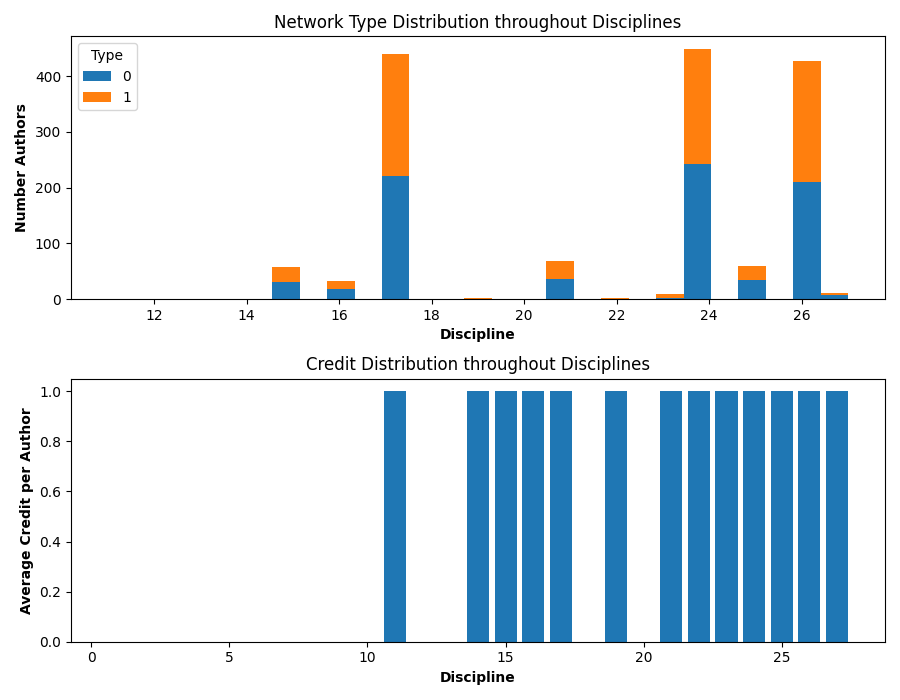 Network Type Distribution throughout Disciplines
Number Authors
400
300
200
100
0
Type
0
1
12 14 16 18 20 22 24 26
Discipline
Credit Distribution throughout Disciplines
Average Credit per Author
1.0
0.8
0.6
0.4
0.2
0.0
0 5 10 15 20 25
Discipline